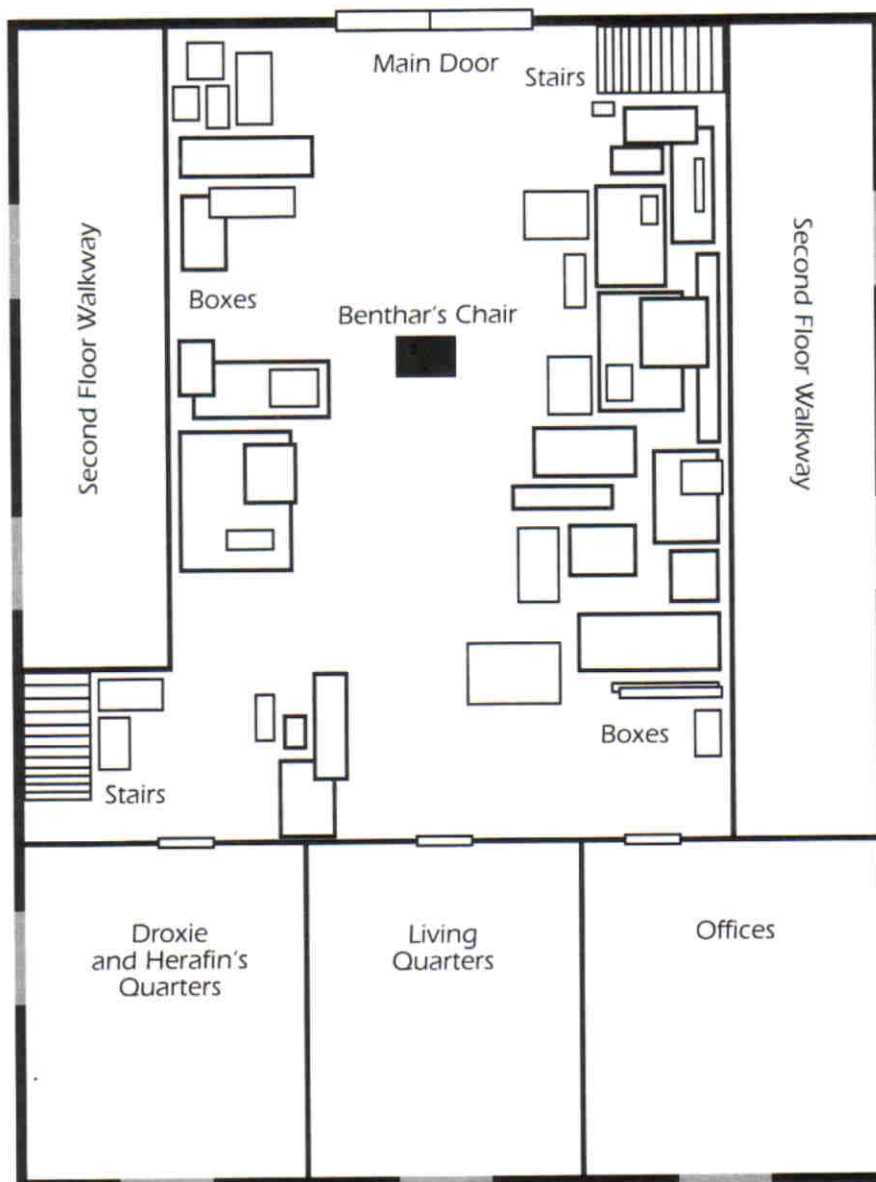 Main Door
Stairs
Second Floor Walkway
Second Floor Walkway
Boxes
Benthar's Chair
Boxes
Stairs
Droxie
and Herafin's
Quarters
Living
Quarters
Offices